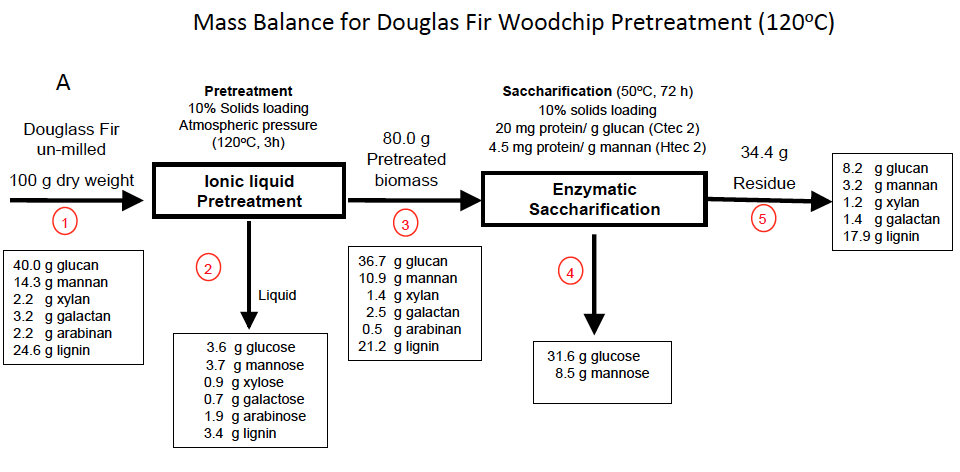 Mass Balance for Douglas Fir Woodchip Pretreatment (120ºC)
A
Douglass Fir
un-milled
100 g dry weight
1
40.0 g glucan
14.3 g mannan
2.2 g xylan
3.2 g galactan
2.2 g arabinan
24.6 g lignin
Pretreatment
10% Solids loading
Atmospheric pressure
(120ºC, 3h)
Ionic liquid
Pretreatment
2
Liquid
3.6 g glucose
3.7 g mannose
0.9 g xylose
0.7 g galactose
1.9 g arabinose
3.4 g lignin
80.0 g
Pretreated
biomass
3
36.7 g glucan
10.9 g mannan
1.4 g xylan
2.5 g galactan
0.5 g arabinan
21.2 g lignin
Saccharification (50ºC, 72 h)
10% solids loading
20 mg protein/ g glucan (Ctec 2)
4.5 mg protein/ g mannan (Htec 2)
Enzymatic
Saccharification
4
31.6 g glucose
8.5 g mannose
34.4 g
Residue
5
8.2 g glucan
3.2 g mannan
1.2 g xylan
1.4 g galactan
17.9 g lignin